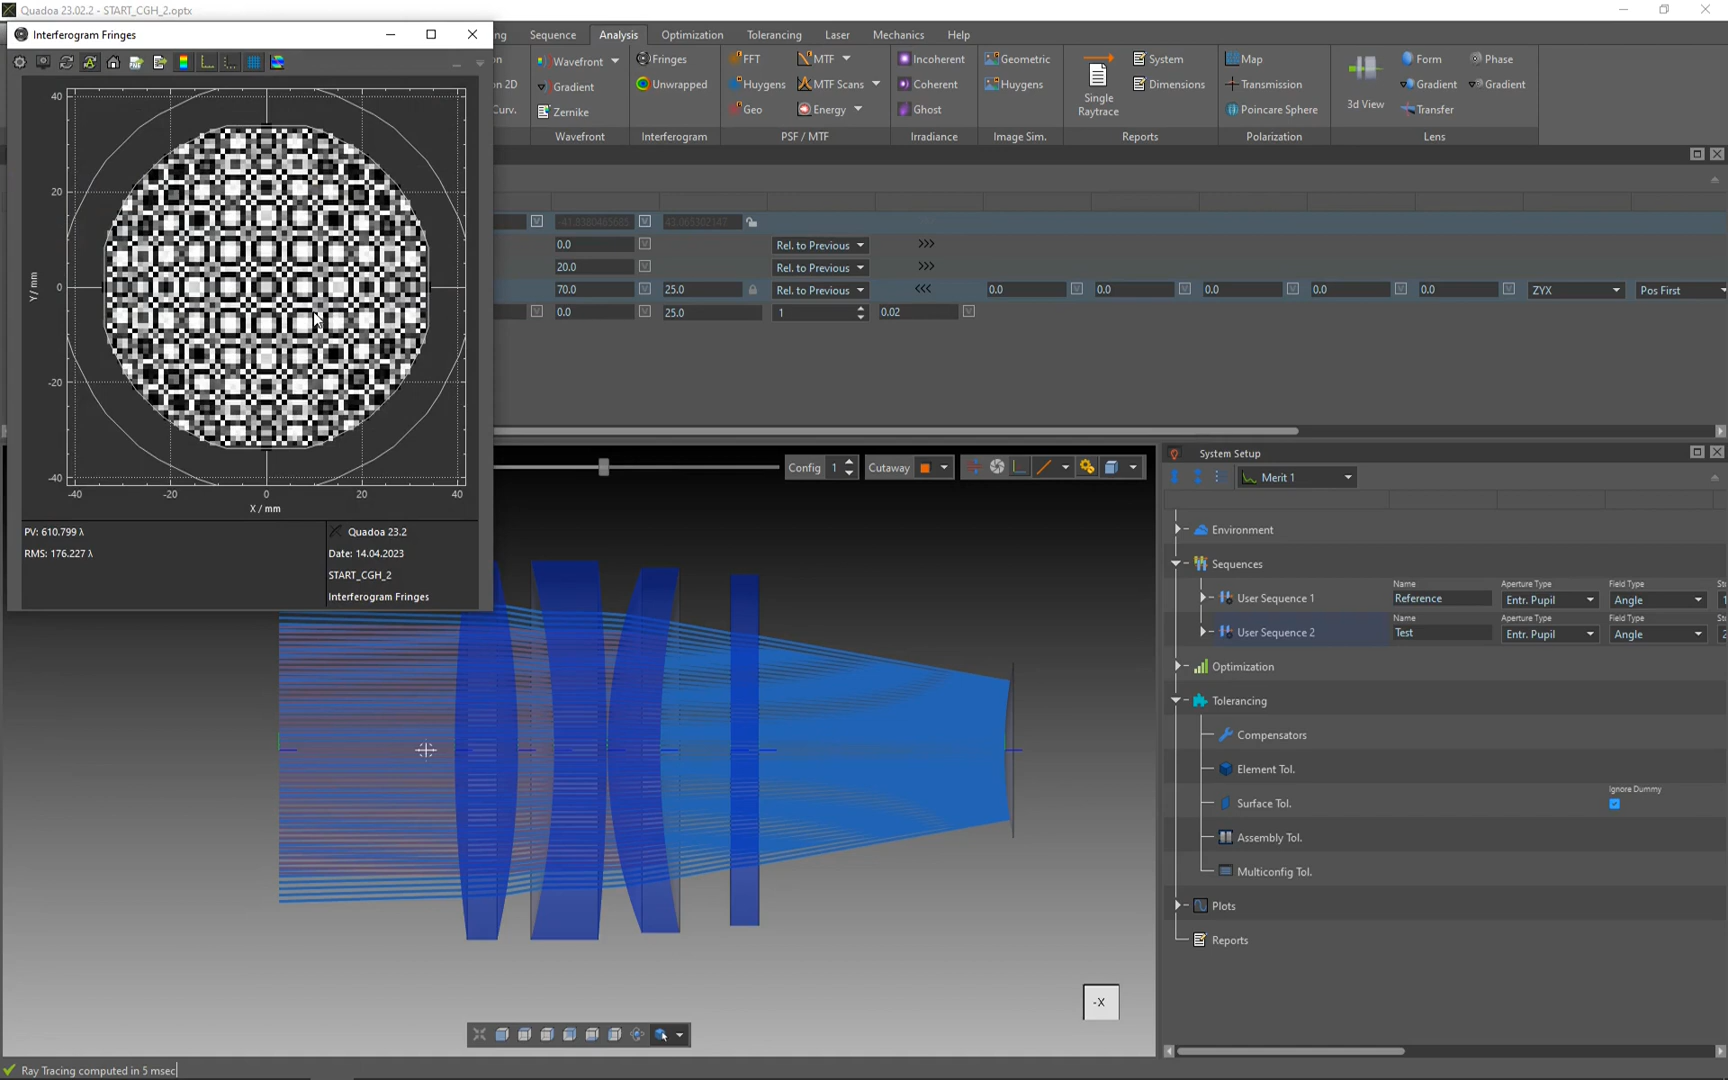 Quadoa 23.02.2 - START_CGH_2.optx
Interferogram Fringes
Sequence Analysis Optimization Tolerancing Laser Mechanics Help
Wavefront Fringes FFT MTF Incoherent Geometric System Map Form Phase
Gradient Unwrapped Huygens MTF Scans Coherent Huygens Dimensions Transmission Gradient Gradient
Zernike Geo Energy Ghost Single Raytrace Poincare Sphere 3d View Transfer
Wavefront Interferogram PSF / MTF Irradiance Image Sim. Reports Polarization Lens
n 2D
Curv.
40
20
0
-20
-40
Y / mm
-40 -20 0 20 40
X / mm
PV: 610.799 λ
RMS: 176.227 λ
Quadoa 23.2
Date: 14.04.2023
START_CGH_2
Interferogram Fringes
0.0 Rel. to Previous >>>
20.0 Rel. to Previous >>>
70.0 25.0 Rel. to Previous <<< 0.0 0.0 0.0 0.0 0.0 ZYX Pos First
0.0 25.0 1 0.02
Config 1 Cutaway
-X
System Setup
Merit 1
Environment
Sequences
Name Aperture Type Field Type
User Sequence 1 Reference Entr. Pupil Angle
Name Aperture Type Field Type
User Sequence 2 Test Entr. Pupil Angle
Optimization
Tolerancing
Compensators
Element Tol.
Ignore Dummy
Surface Tol.
Assembly Tol.
Multiconfig Tol.
Plots
Reports
Ray Tracing computed in 5 msec